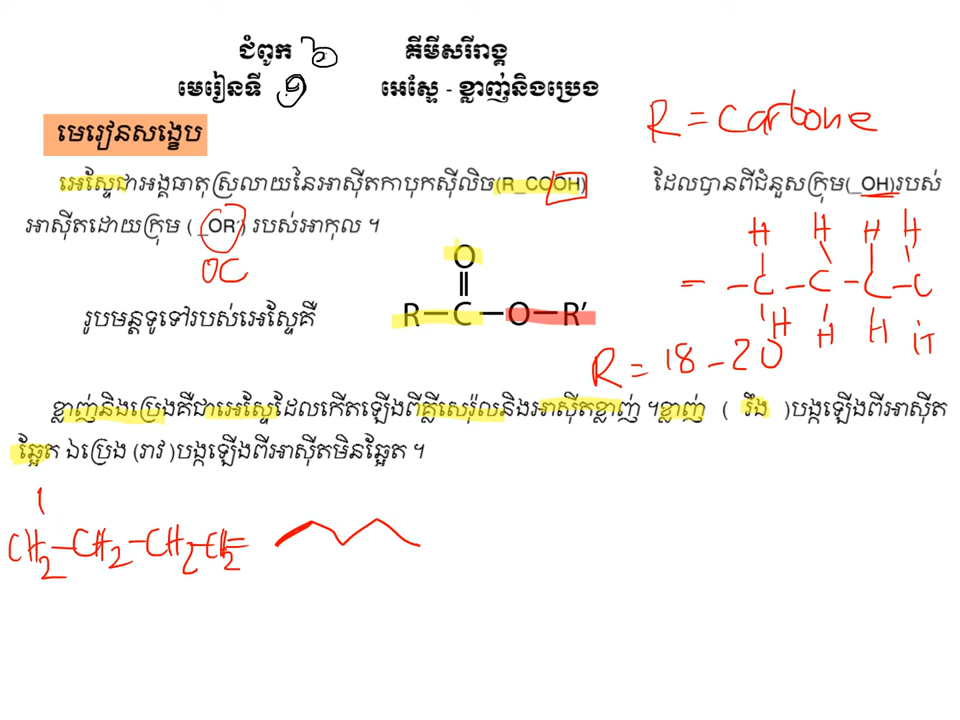 ជំពូក ៦ គីមីសរីរាង្គ
មេរៀនទី ១ អេស្ទែ - ខ្លាញ់និងប្រេង
R = carbone
មេរៀនសង្ខេប
អេស្ទែជាអង្គធាតុស្រលាយនៃអាស៊ីតកាបុកស៊ីលិច(R_COOH) ដែលបានពីជំនួសក្រុម(_OH)របស់
អាស៊ីតដោយក្រុម (_OR') របស់អាកុល ។
OC
H H H H
= - C - C - C - C
H H H H
O
រូបមន្តទូទៅរបស់អេស្ទែគឺ R — C — O — R'
R = 18 - 20
ខ្លាញ់និងប្រេងគឺជាអេស្ទែដែលកើតឡើងពីគ្លីសេរ៉ុលនិងអាស៊ីតខ្លាញ់ ។ខ្លាញ់ ( រឹង )បង្កឡើងពីអាស៊ីត
ឆ្អែត ឯប្រេង (រាវ )បង្កឡើងពីអាស៊ីតមិនឆ្អែត ។
CH2-CH2-CH2-CH2=